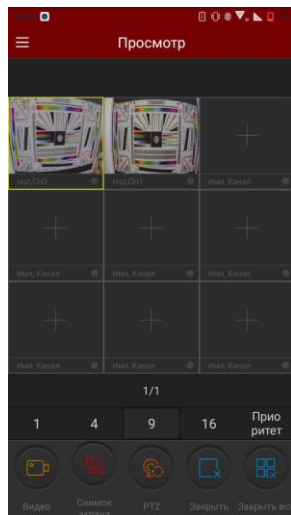 Просмотр
test,CH2
test,CH1
Имя, Канал
Имя, Канал
Имя, Канал
Имя, Канал
Имя, Канал
Имя, Канал
Имя, Канал
1/1
1
4
9
16
Прио
ритет
Видео
Снимок
экрана
PTZ
Закрыть
Закрыть вс